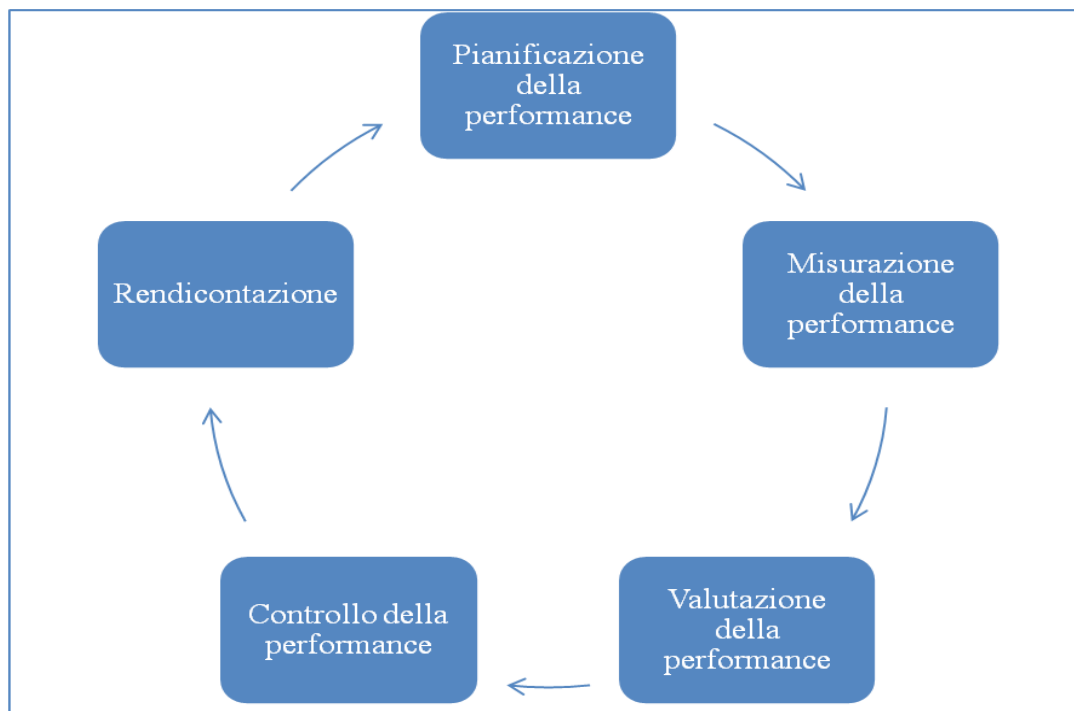 Pianificazione
della
performance
Misurazione
della
performance
Valutazione
della
performance
Controllo della
performance
Rendicontazione